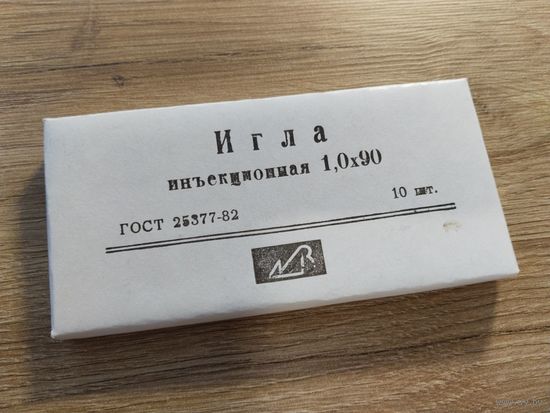 Игла
инъекционная 1,0х90
10 шт.
ГОСТ 25377-82